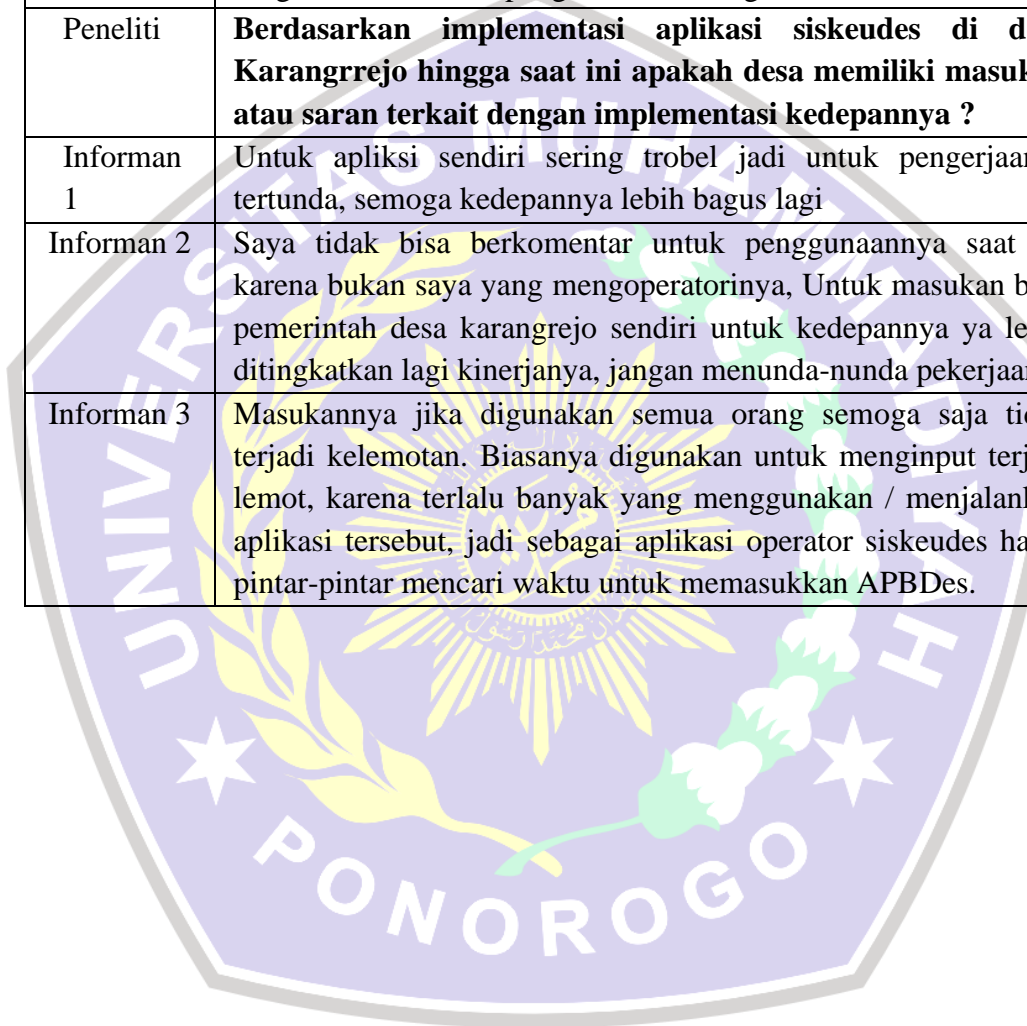 Peneliti Berdasarkan implementasi aplikasi siskeudes di d
Karangrrejo hingga saat ini apakah desa memiliki masuk
atau saran terkait dengan implementasi kedepannya ?
Informan Untuk apliksi sendiri sering trobel jadi untuk pengerjaan
1 tertunda, semoga kedepannya lebih bagus lagi
Informan 2 Saya tidak bisa berkomentar untuk penggunaannya saat
karena bukan saya yang mengoperatorinya, Untuk masukan b
pemerintah desa karangrejo sendiri untuk kedepannya ya le
ditingkatkan lagi kinerjanya, jangan menunda-nunda pekerjaan
Informan 3 Masukannya jika digunakan semua orang semoga saja tid
terjadi kelemotan. Biasanya digunakan untuk menginput terj
lemot, karena terlalu banyak yang menggunakan / menjalank
aplikasi tersebut, jadi sebagai aplikasi operator siskeudes ha
pintar-pintar mencari waktu untuk memasukkan APBDes.
UNIVERSITAS MUHAMMADIYAH
PONOROGO